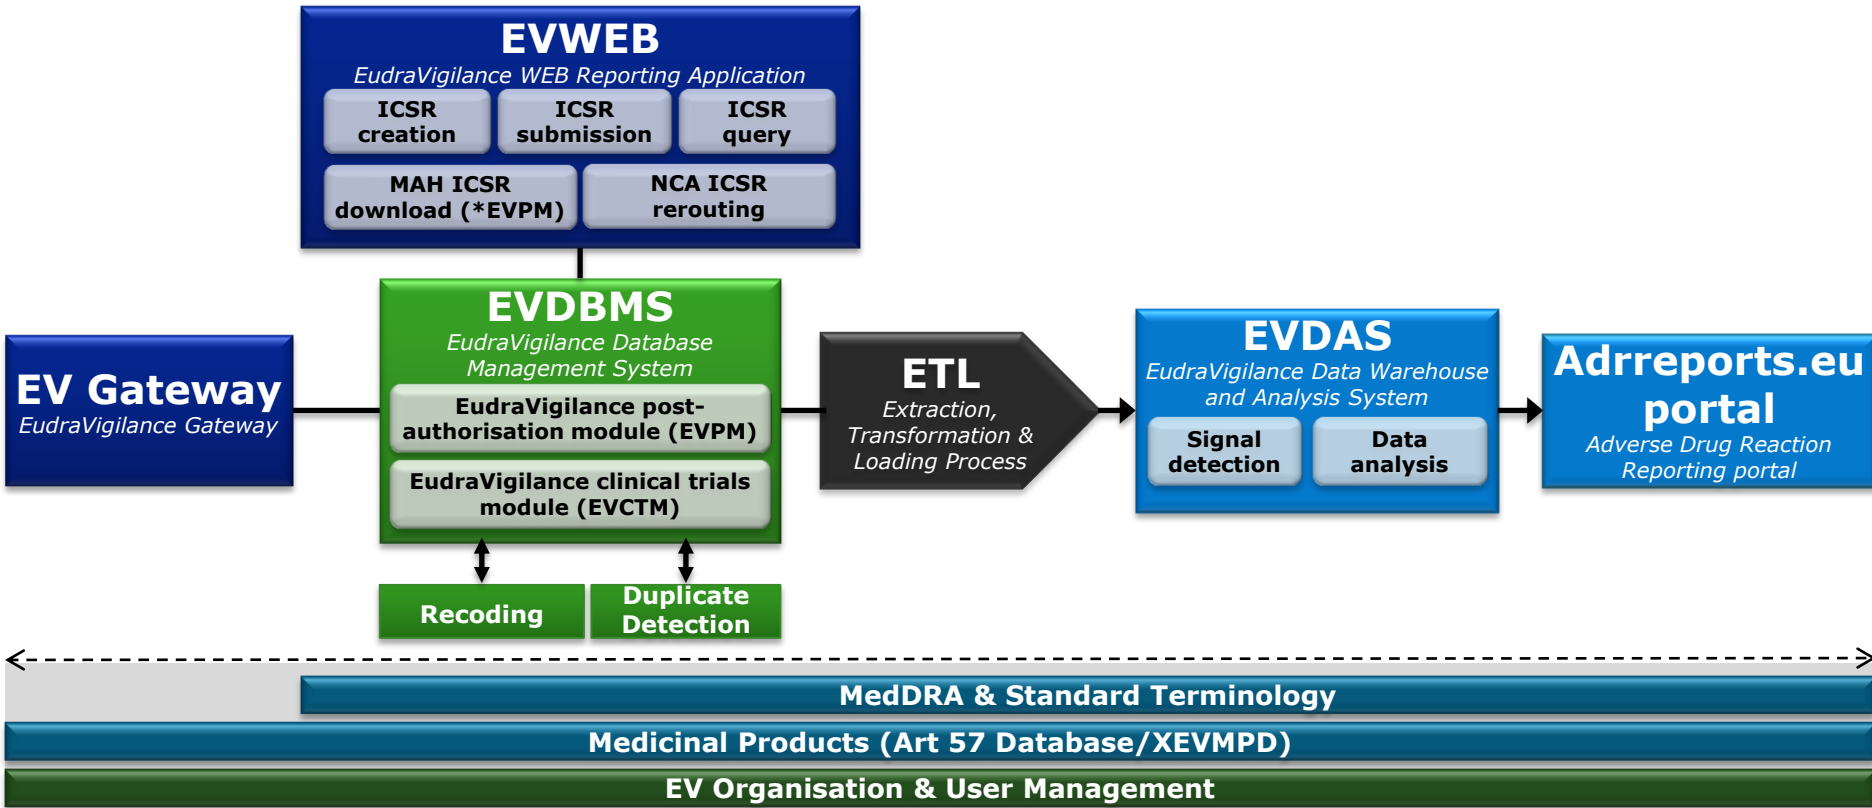 EVWEB
EudraVigilance WEB Reporting Application
ICSR
creation
ICSR
submission
ICSR
query
MAH ICSR
download (*EVPM)
NCA ICSR
rerouting
EV Gateway
EudraVigilance Gateway
EVDBMS
EudraVigilance Database
Management System
EudraVigilance post-
authorisation module (EVPM)
EudraVigilance clinical trials
module (EVCTM)
Recoding
Duplicate
Detection
ETL
Extraction,
Transformation &
Loading Process
EVDAS
EudraVigilance Data Warehouse
and Analysis System
Signal
detection
Data
analysis
Adrreports.eu
portal
Adverse Drug Reaction
Reporting portal
MedDRA & Standard Terminology
Medicinal Products (Art 57 Database/XEVMPD)
EV Organisation & User Management